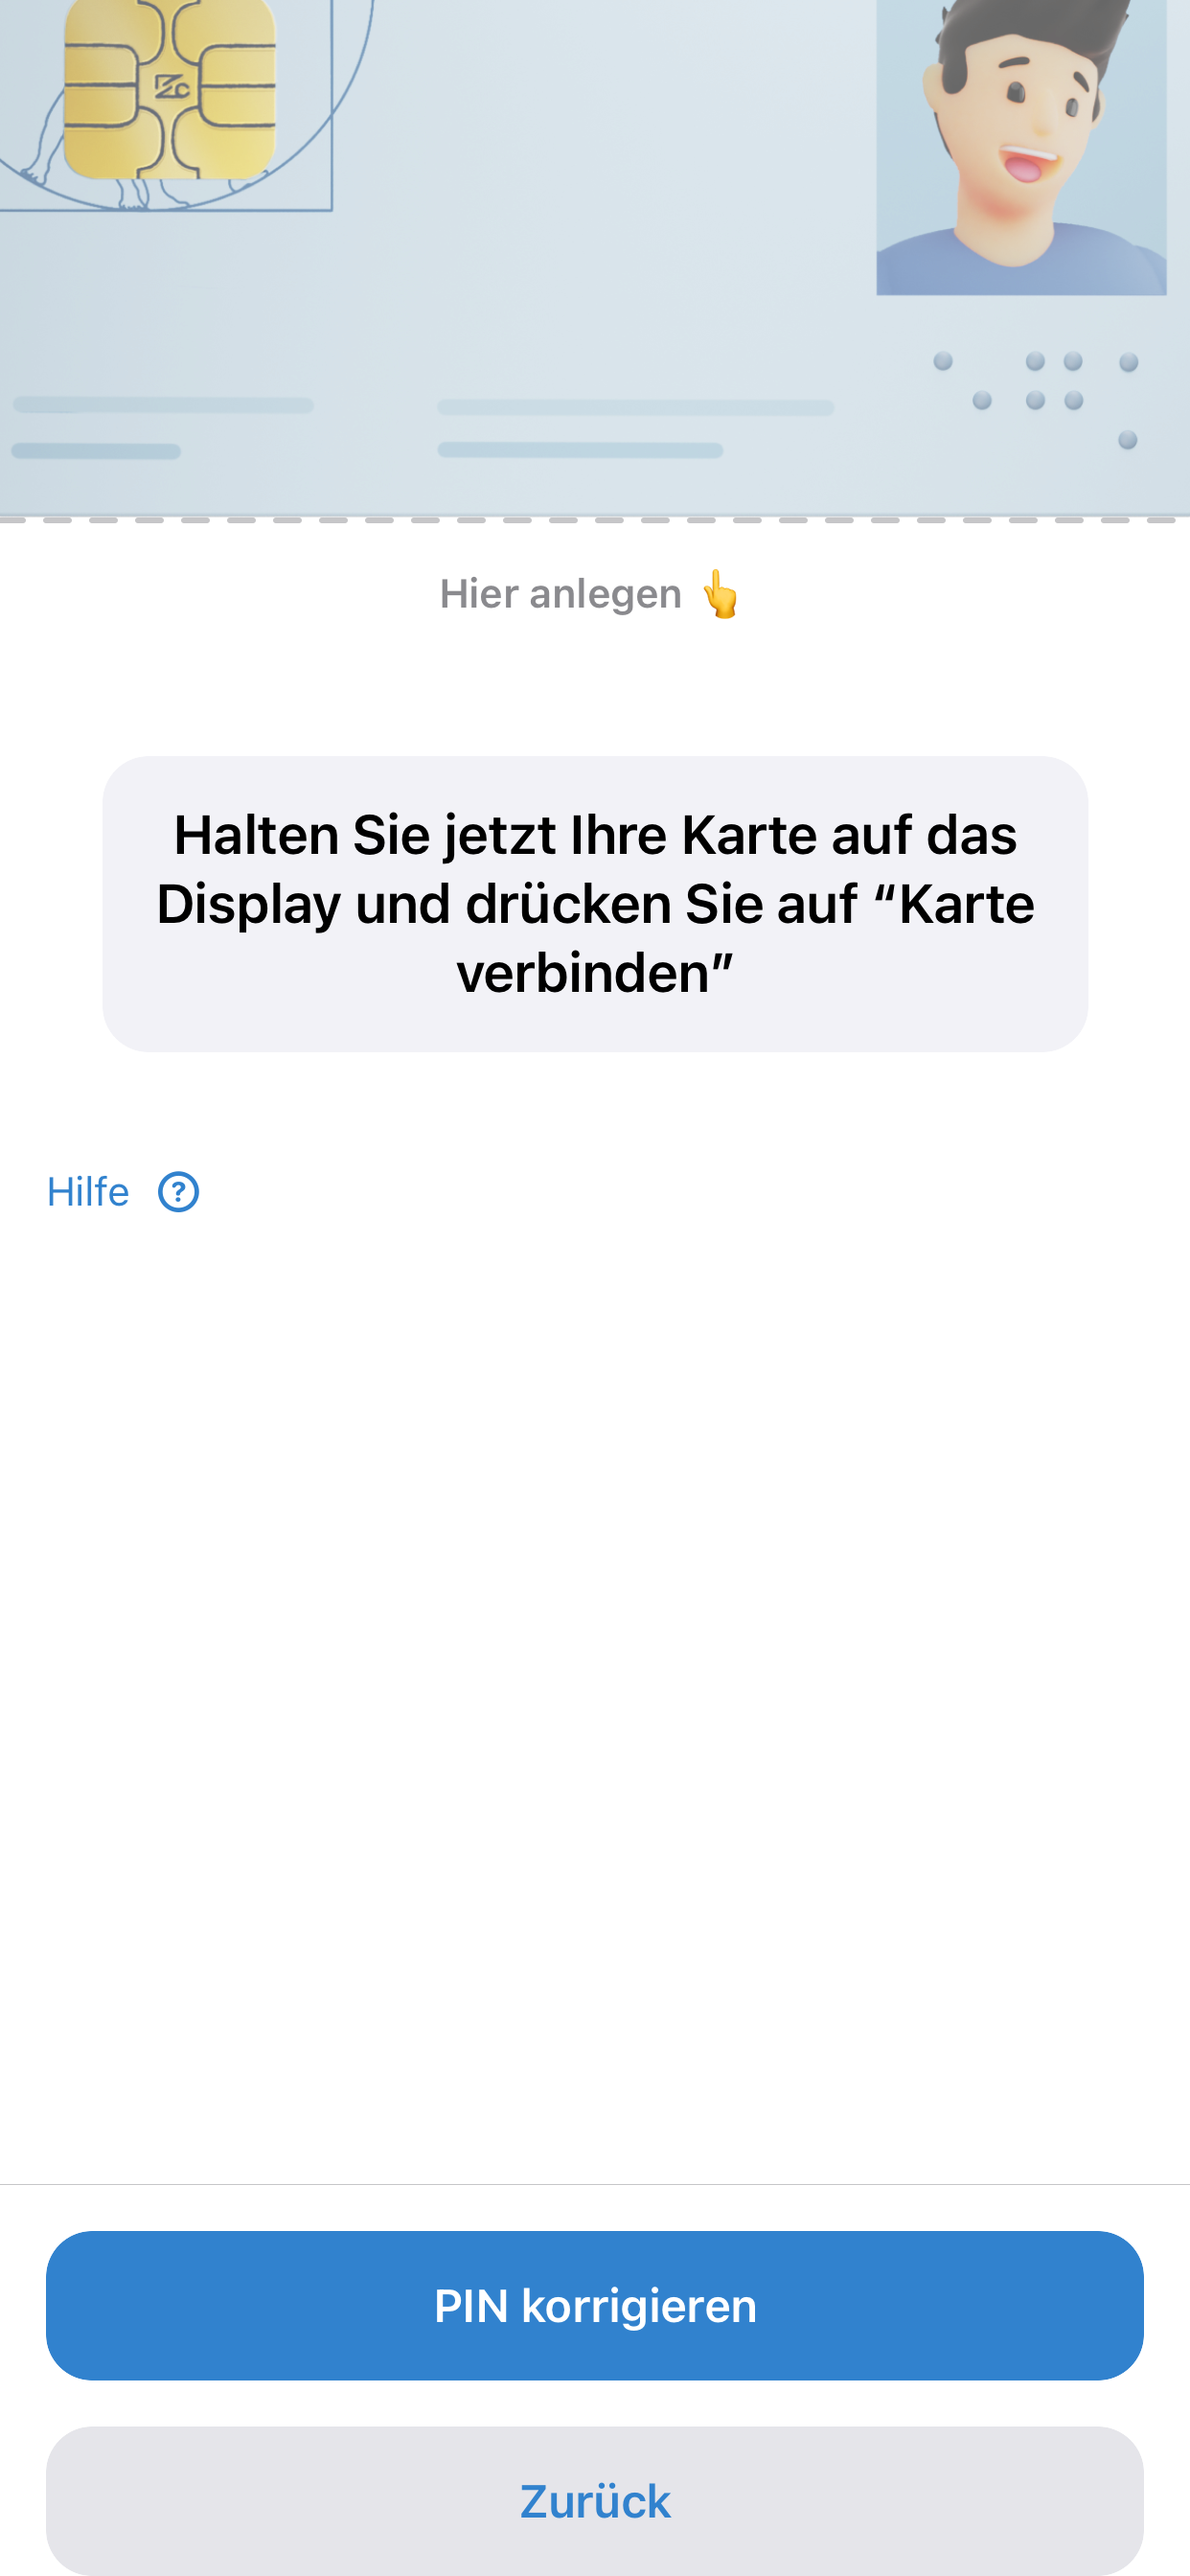 Hier anlegen 👆
Halten Sie jetzt Ihre Karte auf das
Display und drücken Sie auf “Karte
verbinden”
Hilfe ?
PIN korrigieren
Zurück